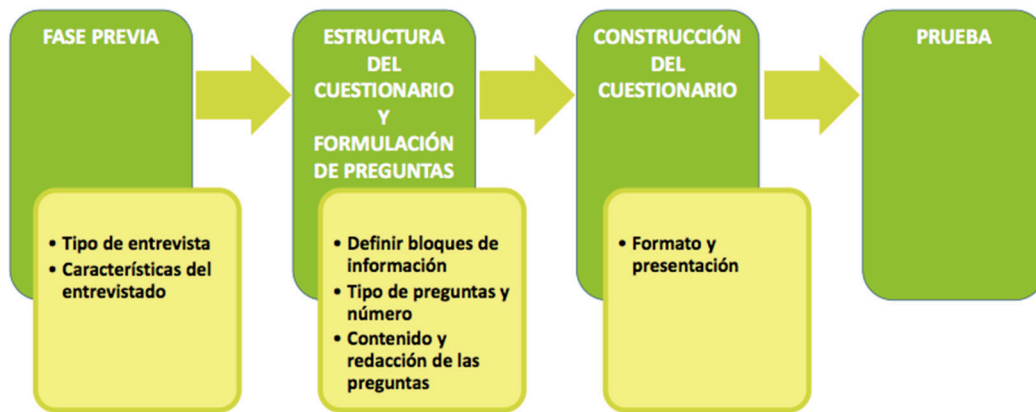 FASE PREVIA
• Tipo de entrevista
• Características del
entrevistado
ESTRUCTURA
DEL
CUESTIONARIO
Y
FORMULACIÓN
DE PREGUNTAS
• Definir bloques de
información
• Tipo de preguntas y
número
• Contenido y
redacción de las
preguntas
CONSTRUCCIÓN
DEL
CUESTIONARIO
• Formato y
presentación
PRUEBA